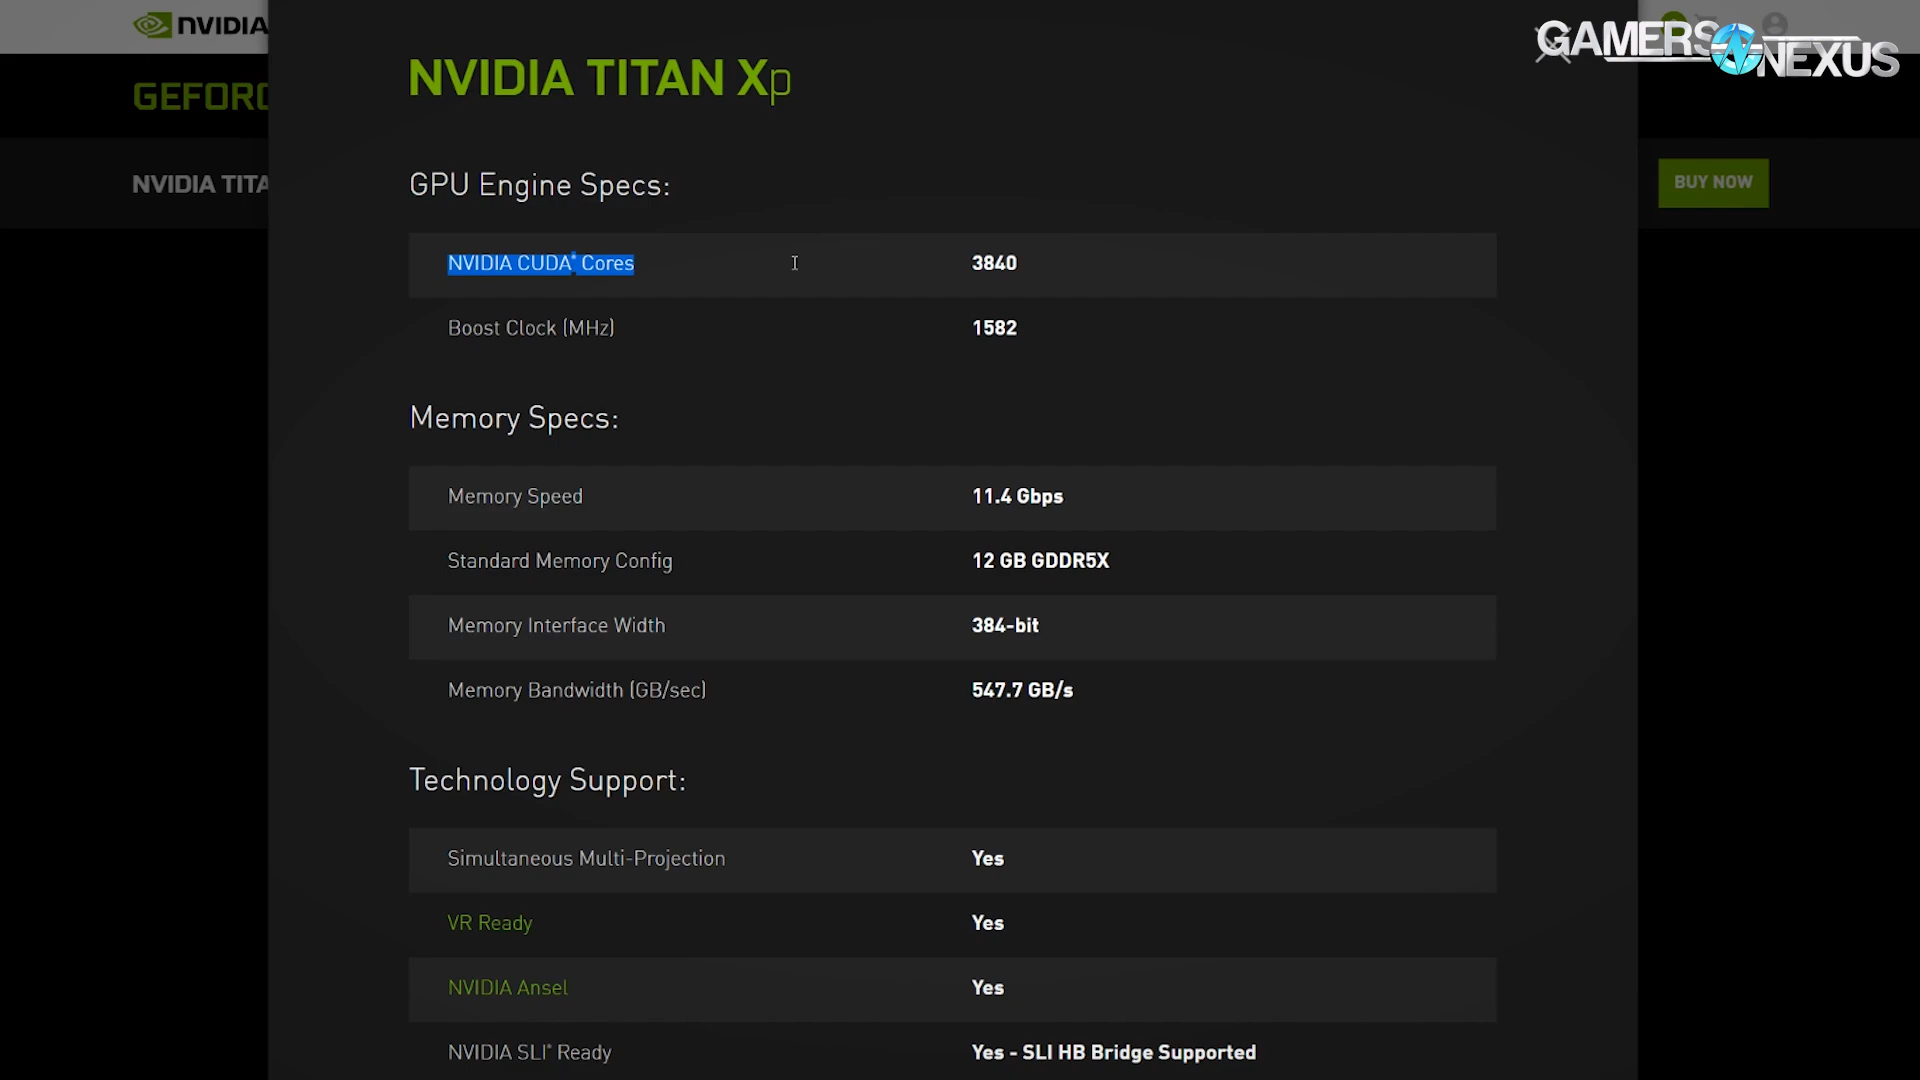 NVIDIA
GAMERS NEXUS
GEFORC
NVIDIA TITA
BUY NOW
NVIDIA TITAN Xp
GPU Engine Specs:
NVIDIA CUDA® Cores 3840
Boost Clock (MHz) 1582
Memory Specs:
Memory Speed 11.4 Gbps
Standard Memory Config 12 GB GDDR5X
Memory Interface Width 384-bit
Memory Bandwidth (GB/sec) 547.7 GB/s
Technology Support:
Simultaneous Multi-Projection Yes
VR Ready Yes
NVIDIA Ansel Yes
NVIDIA SLI® Ready Yes - SLI HB Bridge Supported